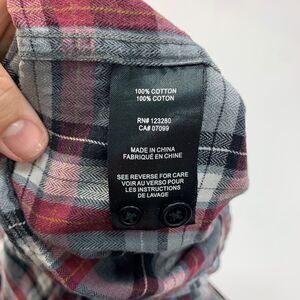 100% COTTON
100% COTON
RN# 123280
CA# 07099
MADE IN CHINA
FABRIQUÉ EN CHINE
SEE REVERSE FOR CARE
VOIR AU VERSO POUR
LES INSTRUCTIONS
DE LAVAGE